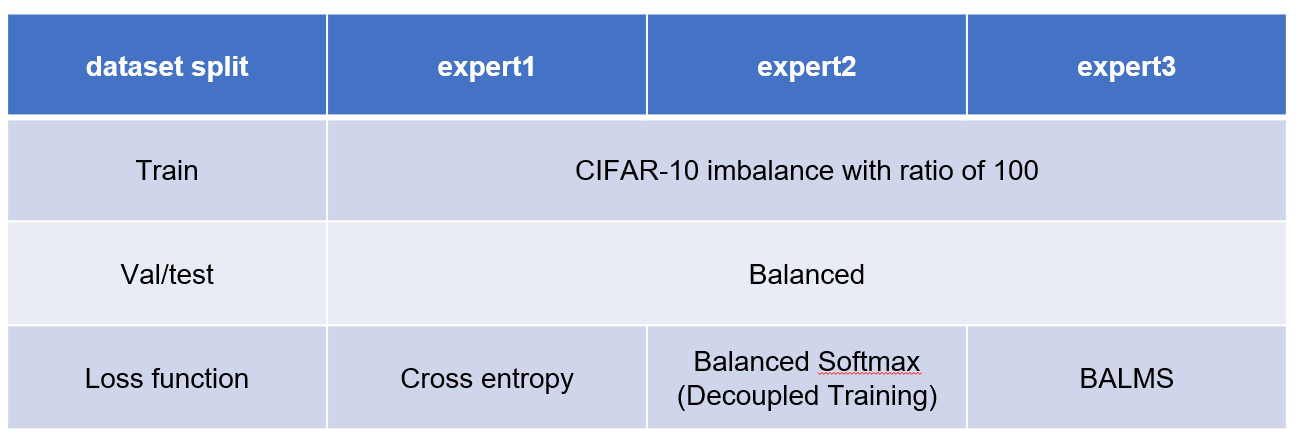 dataset split
expert1
expert2
expert3
Train
CIFAR-10 imbalance with ratio of 100
Val/test
Balanced
Loss function
Cross entropy
Balanced Softmax
(Decoupled Training)
BALMS